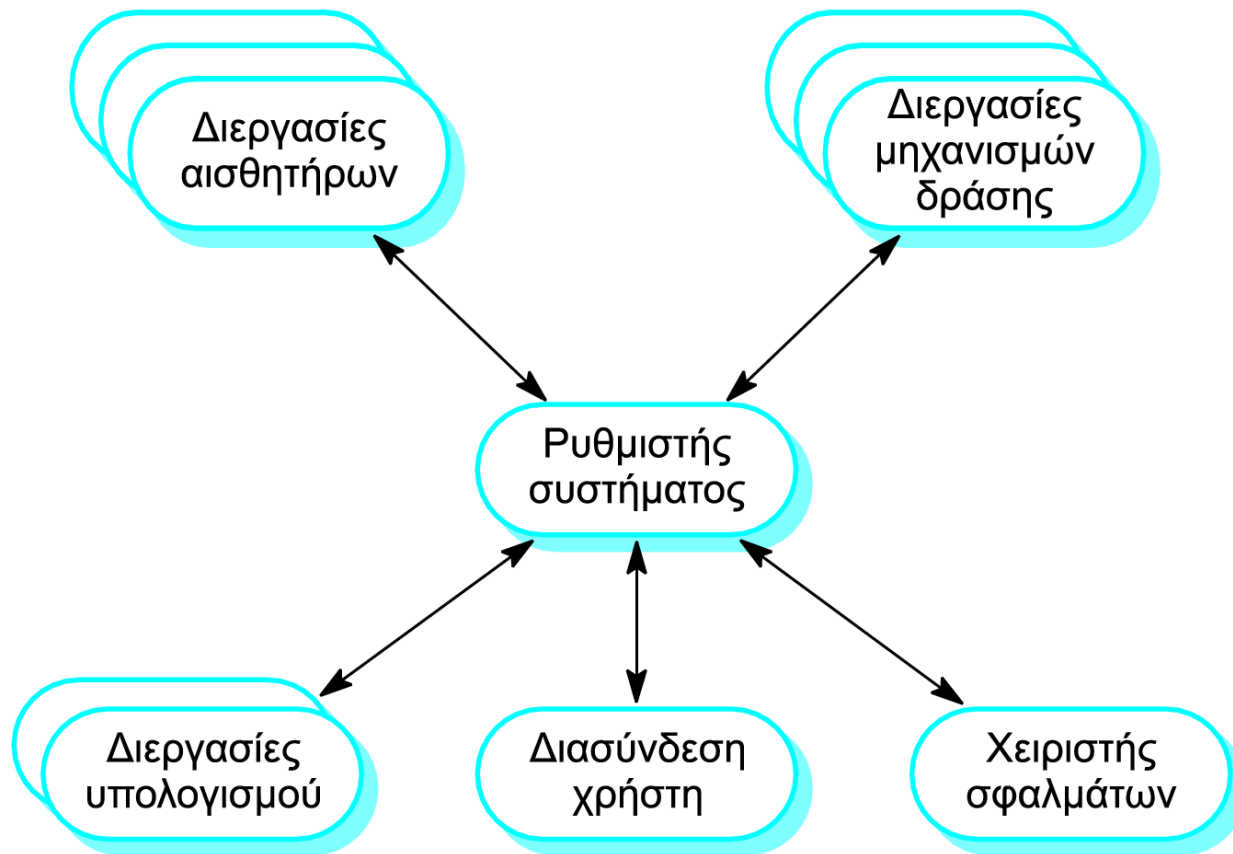 Διεργασίες
αισθητήρων
Διεργασίες
μηχανισμών
δράσης
Ρυθμιστής
συστήματος
Διεργασίες
υπολογισμού
Διασύνδεση
χρήστη
Χειριστής
σφαλμάτων